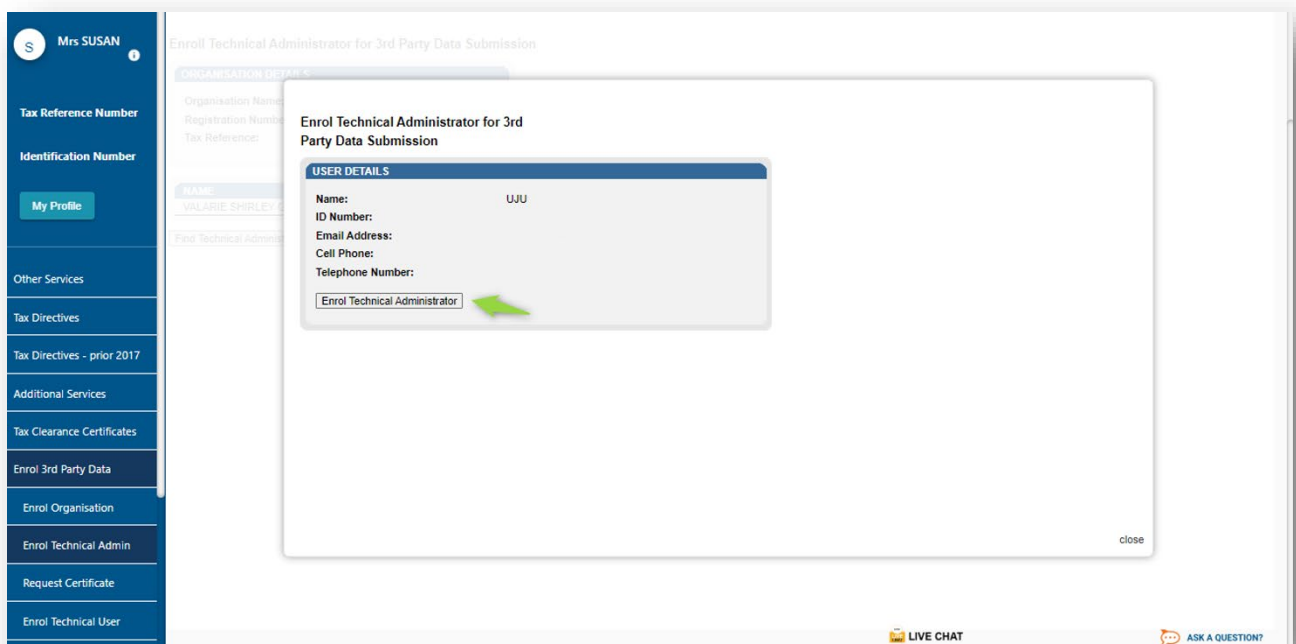 S
Mrs SUSAN
Tax Reference Number
Identification Number
My Profile
Other Services
Tax Directives
Tax Directives - prior 2017
Additional Services
Tax Clearance Certificates
Enrol 3rd Party Data
Enrol Organisation
Enrol Technical Admin
Request Certificate
Enrol Technical User
Enroll Technical Administrator for 3rd Party Data Submission
ORGANISATION DETAILS
Organisation Name:
Registration Numbe
Tax Reference:
NAME
VALARIE SHIRLEY
Find Technical Adminis
Enrol Technical Administrator for 3rd
Party Data Submission
USER DETAILS
Name: UJU
ID Number:
Email Address:
Cell Phone:
Telephone Number:
Enrol Technical Administrator
close
LIVE CHAT
ASK A QUESTION?